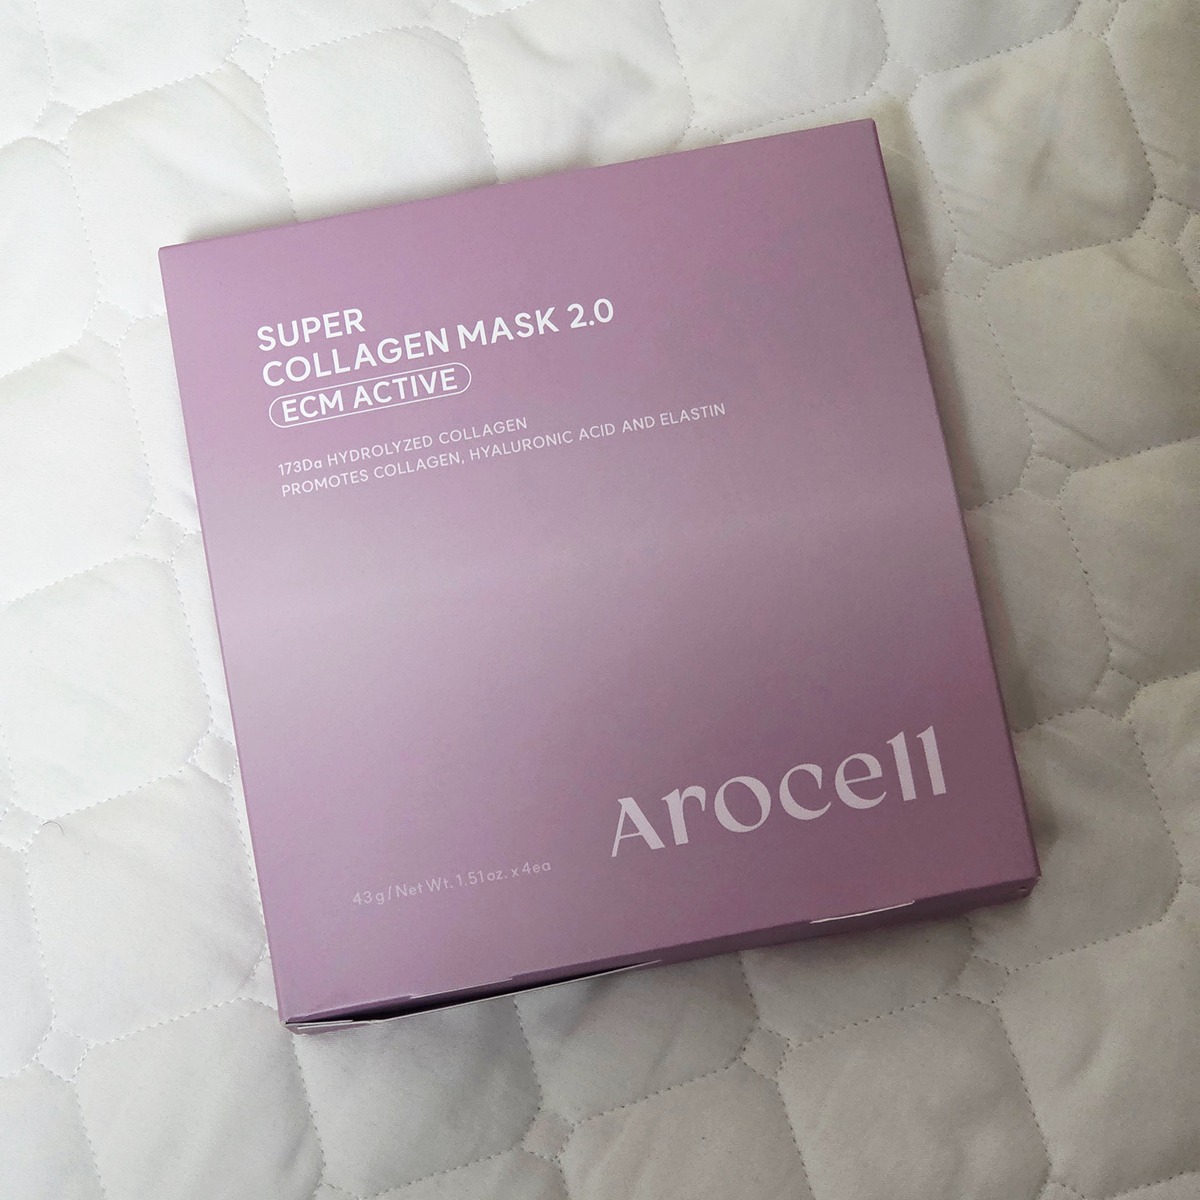 SUPER
COLLAGEN MASK 2.0
ECM ACTIVE
173Da HYDROLYZED COLLAGEN
PROMOTES COLLAGEN, HYALURONIC ACID AND ELASTIN
Arocell
43g/Net Wt. 1.51oz. x 4ea